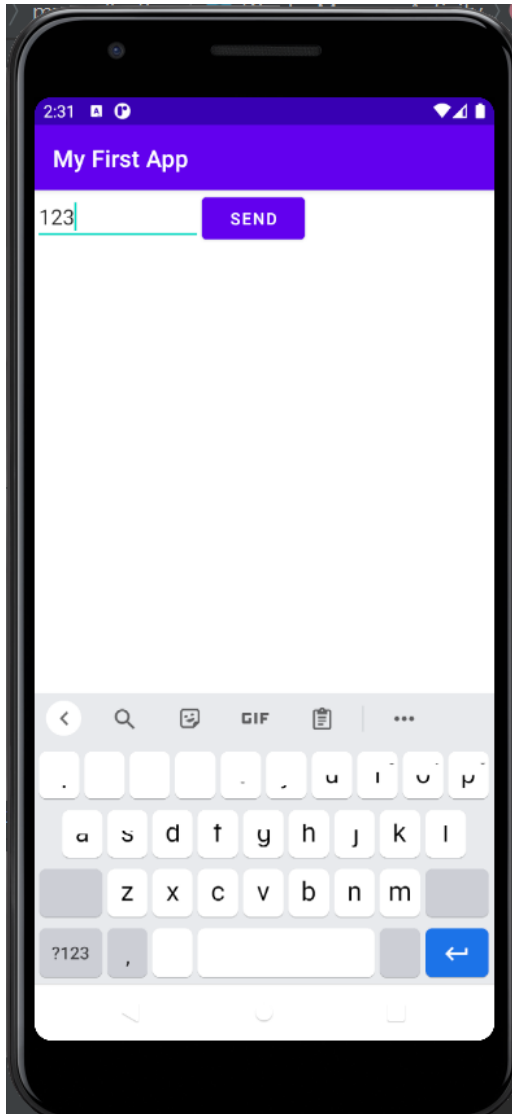 2:31
My First App
123
SEND
GIF
d f g h j k l
z x c v b n m
?123 ,